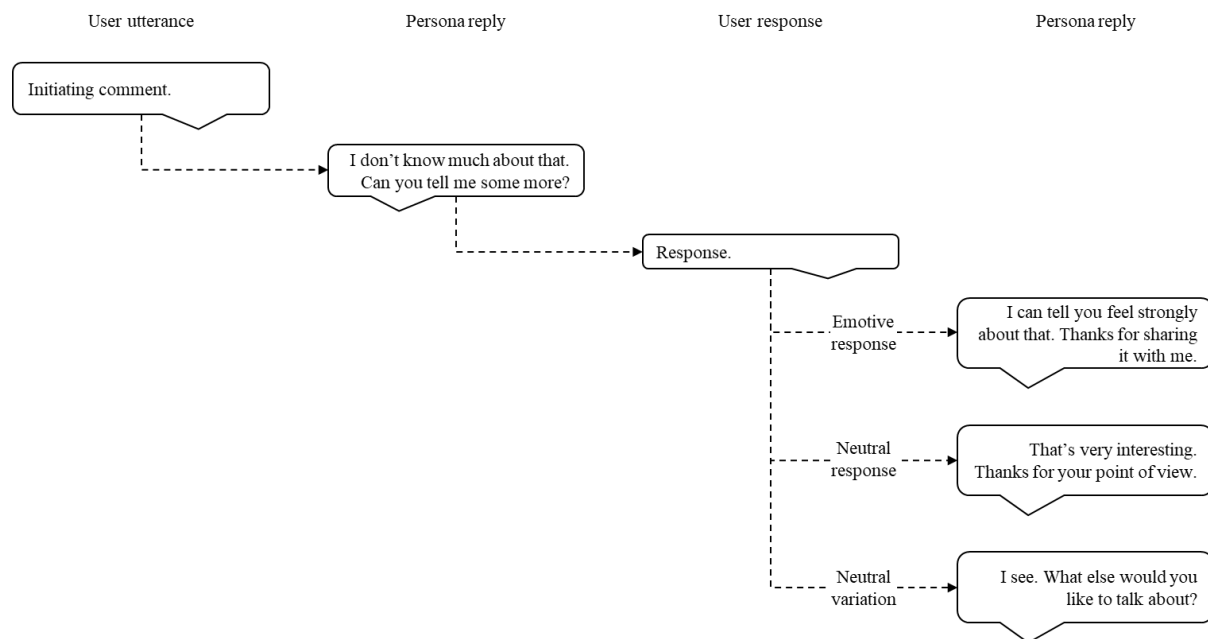 User utterance
Persona reply
User response
Persona reply
Initiating comment.
I don’t know much about that.
Can you tell me some more?
Response.
Emotive
response
I can tell you feel strongly
about that. Thanks for sharing
it with me.
Neutral
response
That’s very interesting.
Thanks for your point of view.
Neutral
variation
I see. What else would you
like to talk about?